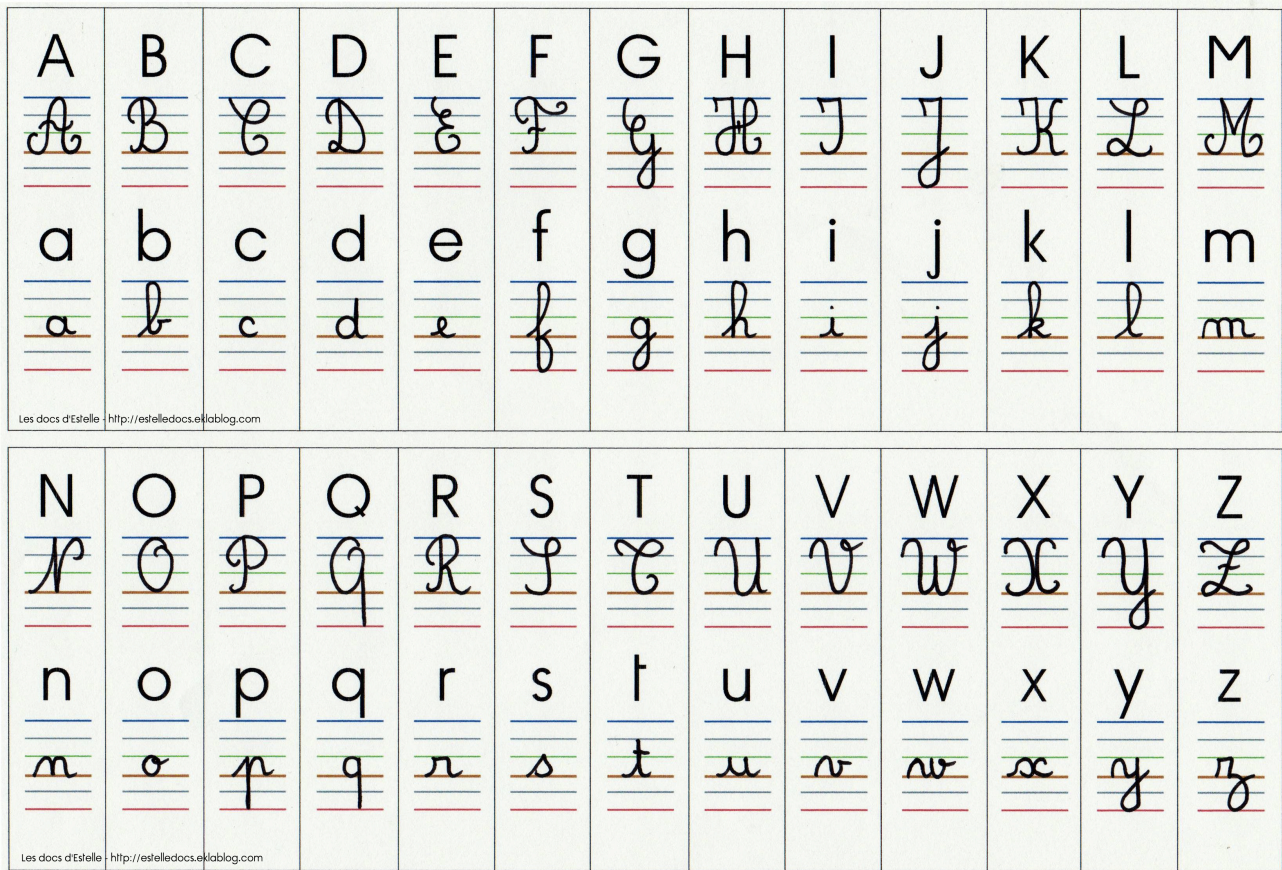 A B C D E F G H I J K L M
A B C D E F G H I J K L M
a b c d e f g h i j k l m
a b c d e f g h i j k l m
Les docs d'Estelle - http://estelledocs.eklablog.com
N O P Q R S T U V W X Y Z
N O P Q R S T U V W X Y Z
n o p q r s t u v w x y z
n o p q r s t u v w x y z
Les docs d'Estelle - http://estelledocs.eklablog.com